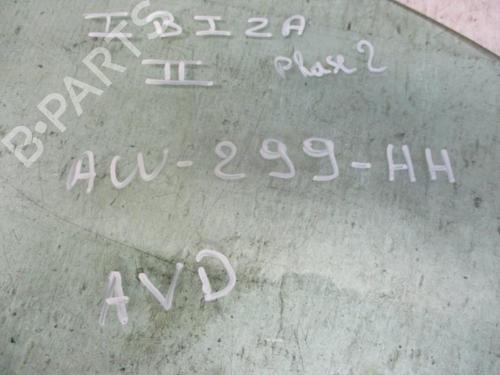 IBIZA
II phase 2
B-PARTS
AW-299-HH
AVD